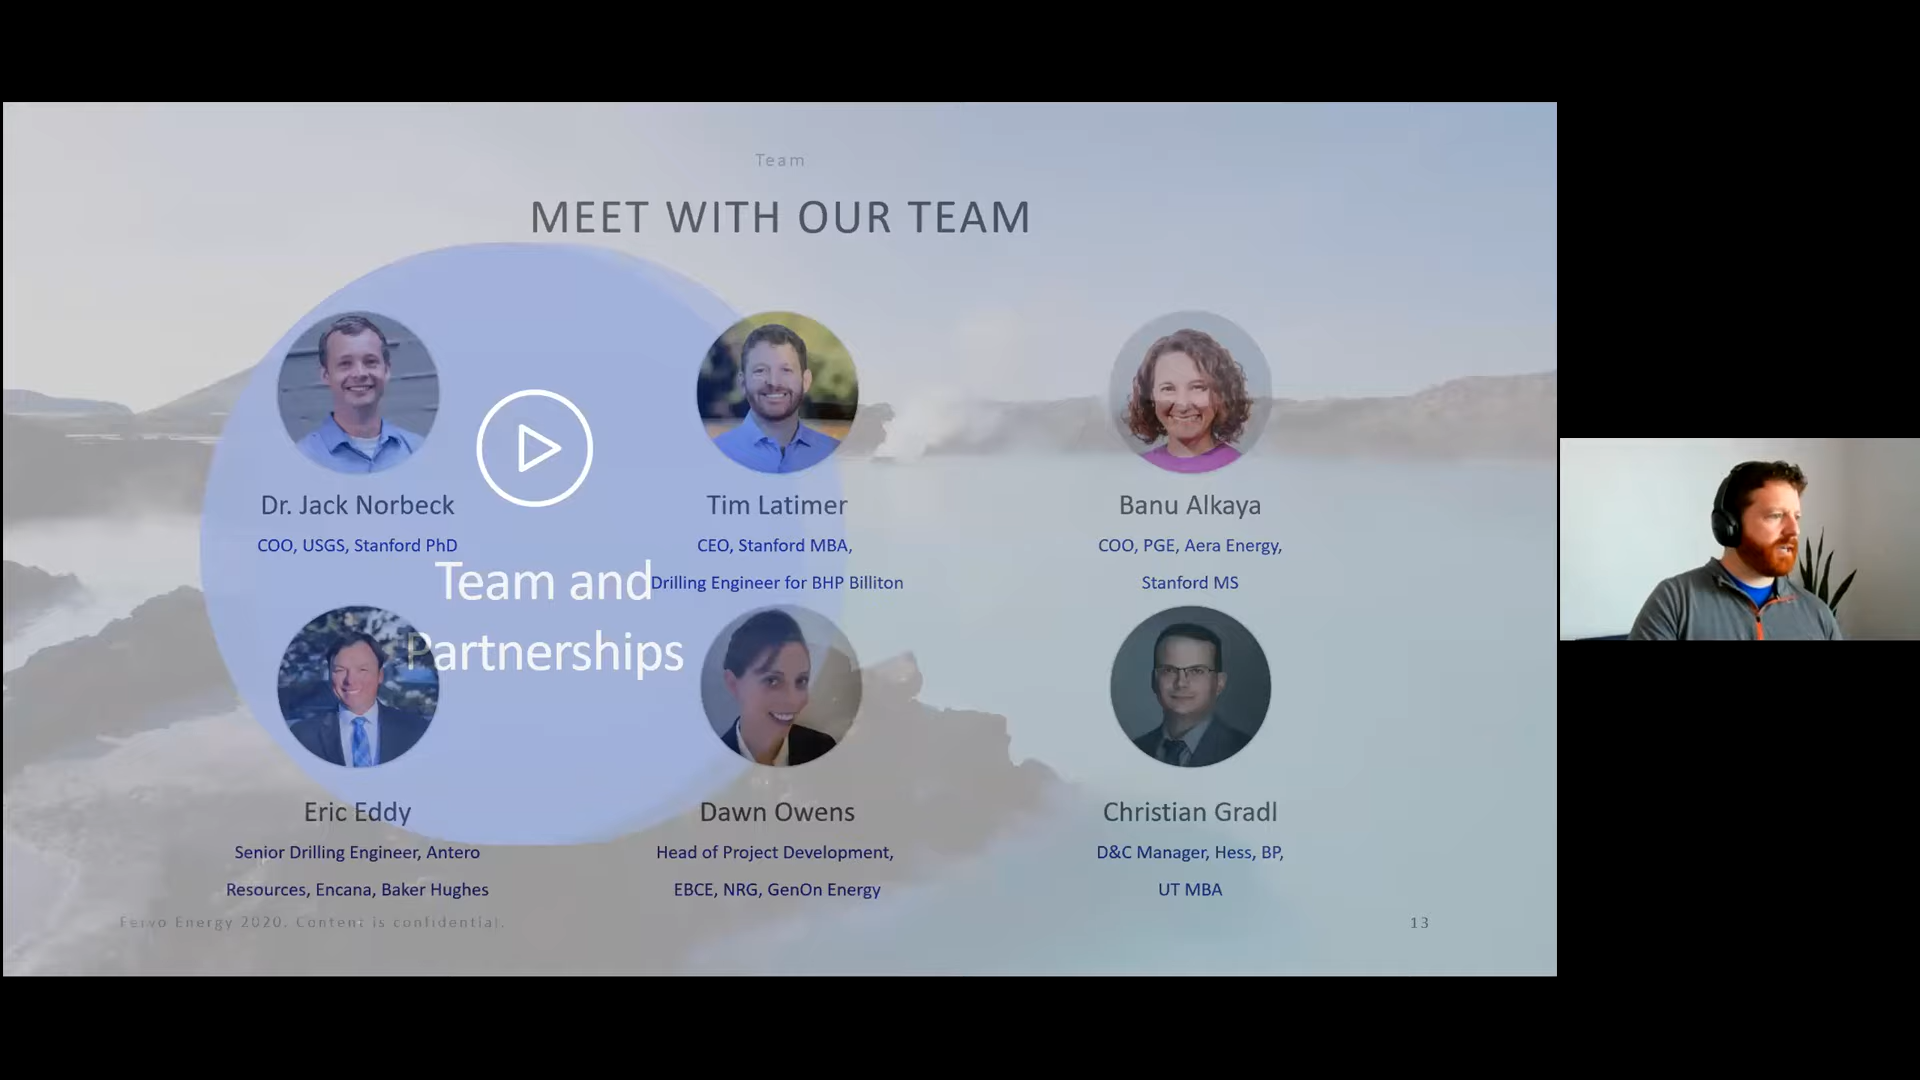 Team
MEET WITH OUR TEAM
Dr. Jack Norbeck
COO, USGS, Stanford PhD
Tim Latimer
CEO, Stanford MBA,
Drilling Engineer for BHP Billiton
Banu Alkaya
COO, PGE, Aera Energy,
Stanford MS
Team and
Partnerships
Eric Eddy
Senior Drilling Engineer, Antero
Resources, Encana, Baker Hughes
Dawn Owens
Head of Project Development,
EBCE, NRG, GenOn Energy
Christian Gradl
D&C Manager, Hess, BP,
UT MBA
Fervo Energy 2020. Content is confidential.
13